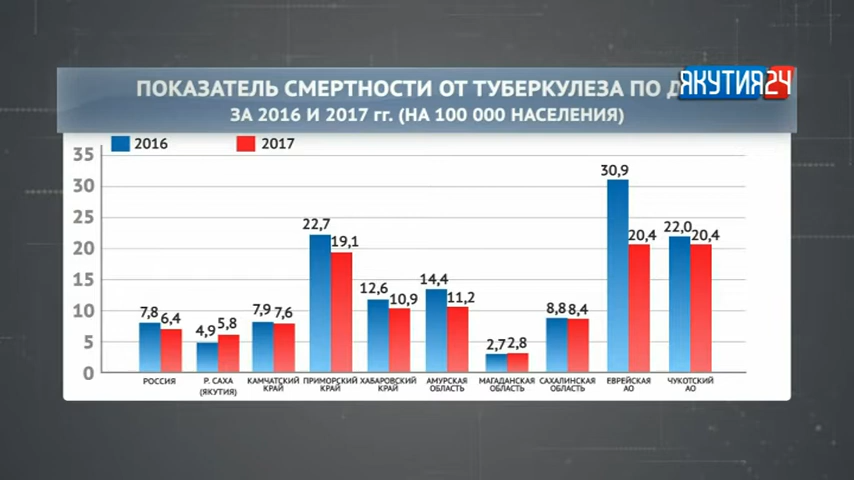 ПОКАЗАТЕЛЬ СМЕРТНОСТИ ОТ ТУБЕРКУЛЕЗА ПО
ЯКУТИЯ24
ЗА 2016 И 2017 гг. (НА 100 000 НАСЕЛЕНИЯ)
2016 2017
35
30
25
20
15
10
5
0
7,8 6,4
4,9 5,8
7,9 7,6
22,7 19,1
12,6 10,9
14,4 11,2
2,7 2,8
8,8 8,4
30,9 20,4
22,0 20,4
РОССИЯ
Р. САХА
(ЯКУТИЯ)
КАМЧАТСКИЙ
КРАЙ
ПРИМОРСКИЙ
КРАЙ
ХАБАРОВСКИЙ
КРАЙ
АМУРСКАЯ
ОБЛАСТЬ
МАГАДАНСКАЯ
ОБЛАСТЬ
САХАЛИНСКАЯ
ОБЛАСТЬ
ЕВРЕЙСКАЯ
АО
ЧУКОТСКИЙ
АО